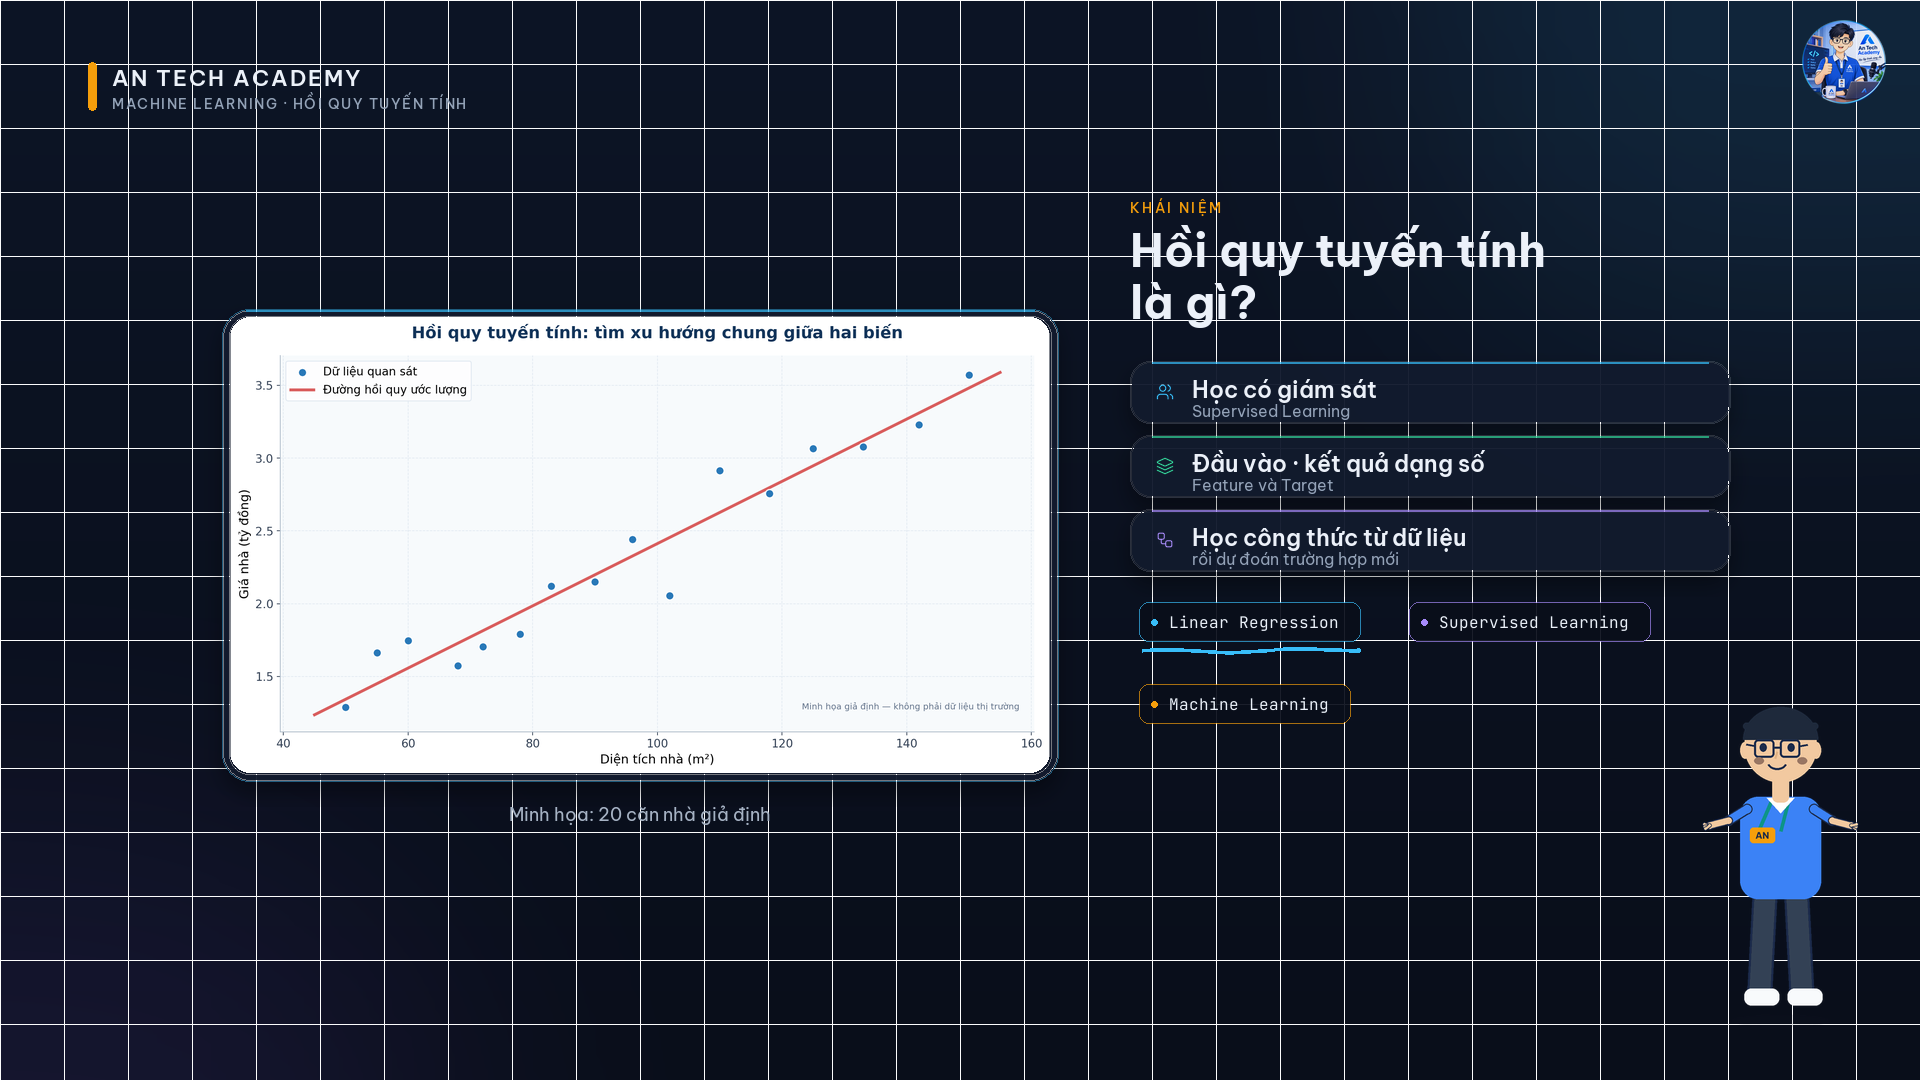 AN TECH ACADEMY
MACHINE LEARNING · HỒI QUY TUYẾN TÍNH
An Tech
Academy
Hồi quy tuyến tính: tìm xu hướng chung giữa hai biến
Dữ liệu quan sát
Đường hồi quy ước lượng
Giá nhà (tỷ đồng)
3.5
3.0
2.5
2.0
1.5
Minh họa giả định — không phải dữ liệu thị trường
40 60 80 100 120 140 160
Diện tích nhà (m²)
Minh họa: 20 căn nhà giả định
KHÁI NIỆM
Hồi quy tuyến tính
là gì?
Học có giám sát
Supervised Learning
Đầu vào · kết quả dạng số
Feature và Target
Học công thức từ dữ liệu
rồi dự đoán trường hợp mới
Linear Regression
Supervised Learning
Machine Learning
AN